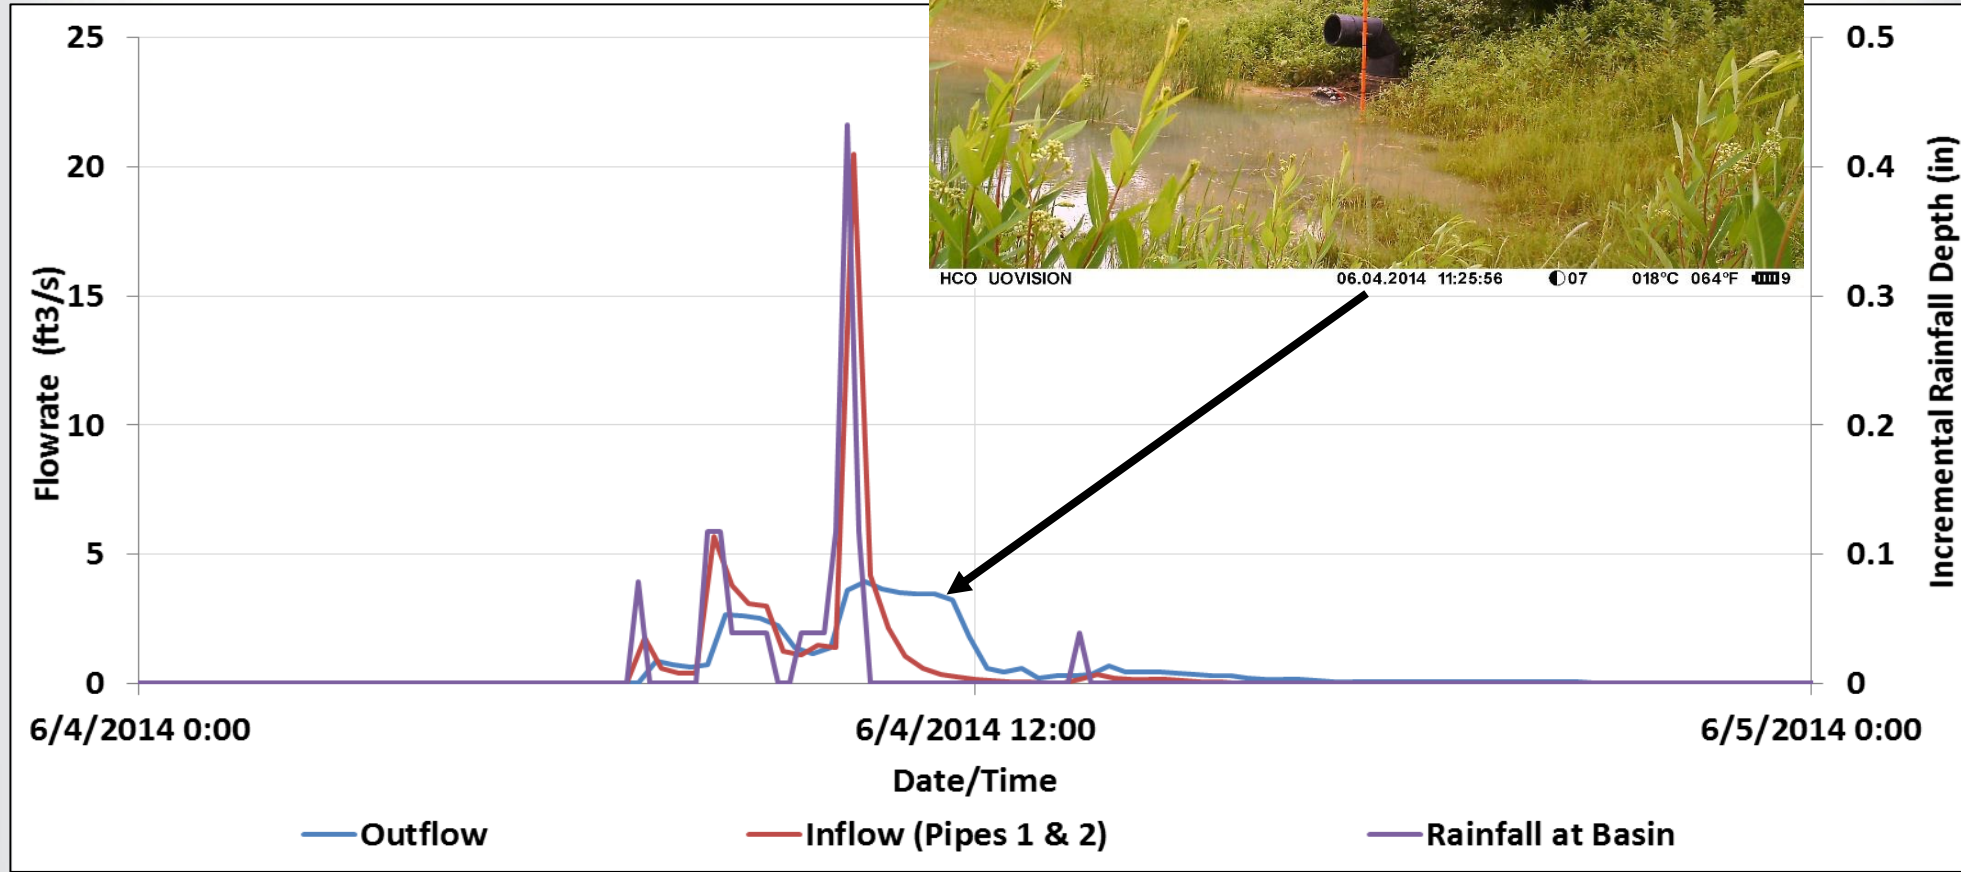 25
20
15
10
5
0
Flowrate (ft3/s)
HCO UOVISION 06.04.2014 11:25:56 07 018°C 064°F 9
0.5
0.4
0.3
0.2
0.1
0
Incremental Rainfall Depth (in)
6/4/2014 0:00 6/4/2014 12:00 6/5/2014 0:00
Date/Time
Outflow Inflow (Pipes 1 & 2) Rainfall at Basin